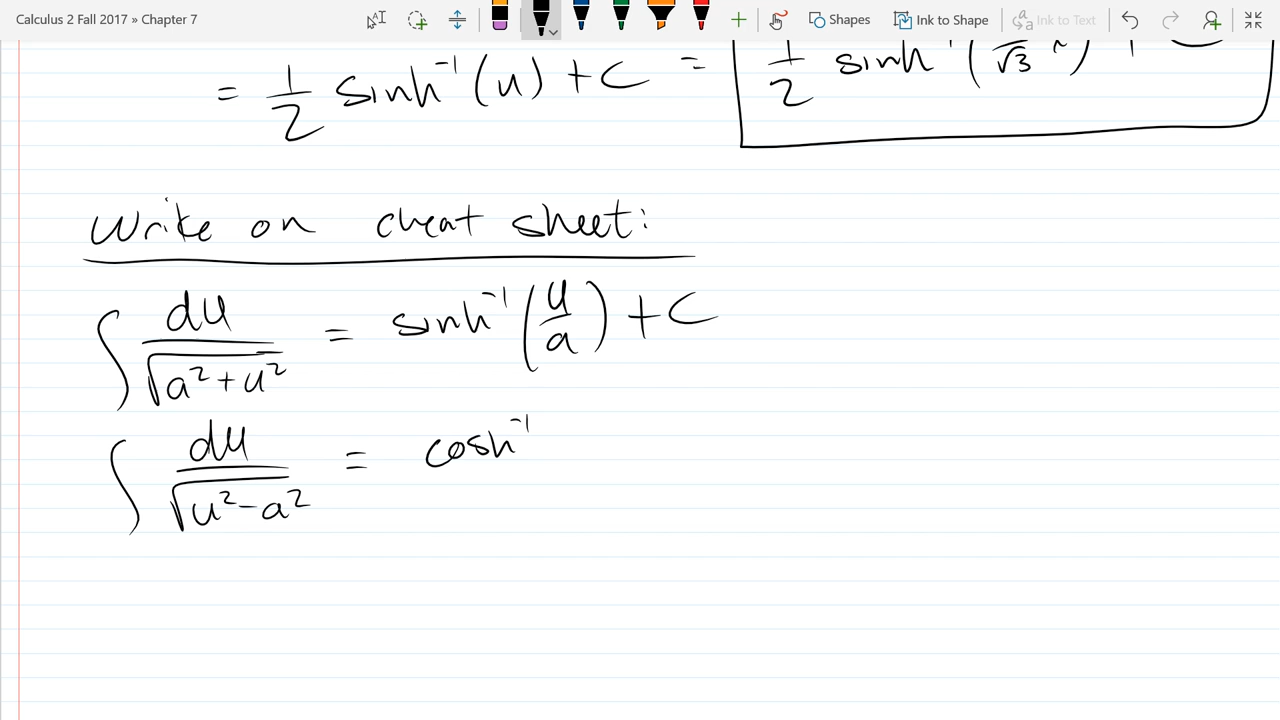 Calculus 2 Fall 2017 » Chapter 7 Shapes Ink to Shape Ink to Text
= 1/2 sinh⁻¹(u) + C = 1/2 sinh⁻¹(/√3
Write on cheat sheet:
∫ du/√(a²+u²) = sinh⁻¹(u/a) + C
∫ du/√(u²-a²) = cosh⁻¹